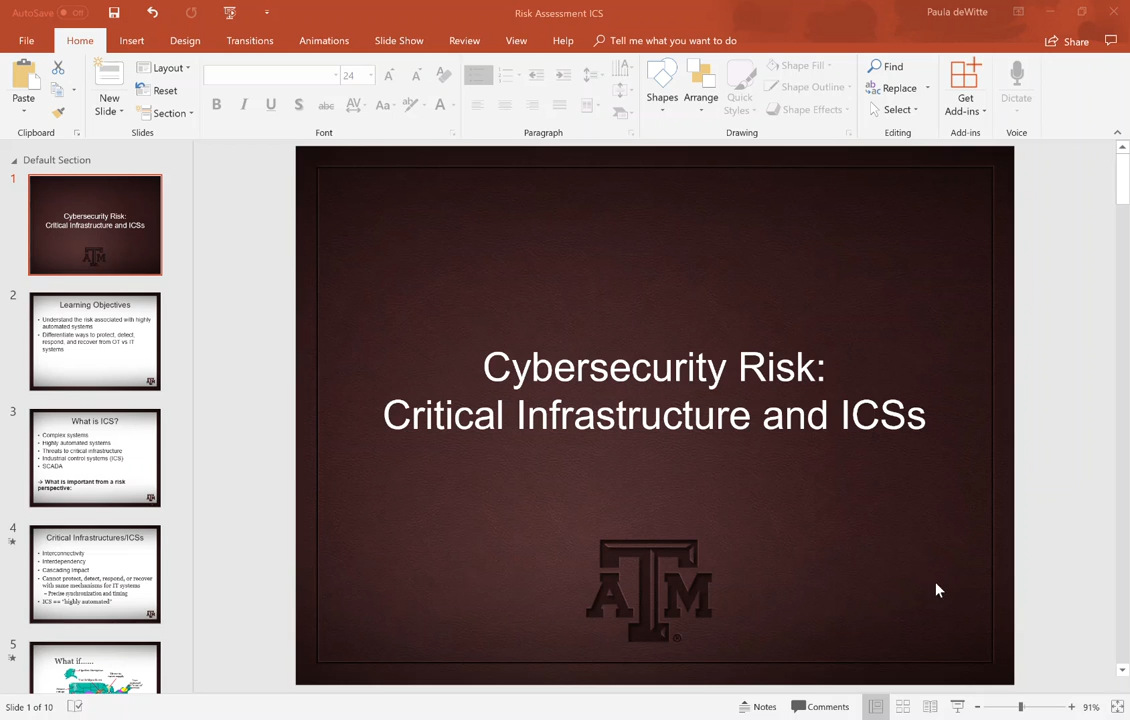 AutoSave Off
Risk Assessment ICS
Paula deWitte
File Home Insert Design Transitions Animations Slide Show Review View Help Tell me what you want to do
Share
Paste
Clipboard
New
Slide
Layout
Reset
Section
Slides
24
B I U S abc AV Aa A
Font
Paragraph
Shapes
Arrange
Quick
Styles
Shape Fill
Shape Outline
Shape Effects
Drawing
Find
Replace
Select
Editing
Get
Add-ins
Add-ins
Dictate
Voice
Default Section
1
Cybersecurity Risk:
Critical Infrastructure and ICSs
2
Learning Objectives
• Understand the risk associated with highly
automated systems
• Differentiate ways to protect, detect,
respond, and recover from OT vs IT
systems
3
What is ICS?
• Complex systems
• Highly automated systems
• Threats to critical infrastructure
• Industrial control systems (ICS)
• SCADA
→ What is important from a risk
perspective:
4
Critical Infrastructures/ICSs
• Interconnectivity
• Interdependency
• Cascading Impact
• Cannot protect, detect, respond, or recover
with same mechanisms for IT systems
– Precise synchronization and timing
• ICS == "highly automated"
5
What if......
Cybersecurity Risk:
Critical Infrastructure and ICSs
ATM
Slide 1 of 10
Notes
Comments
91%